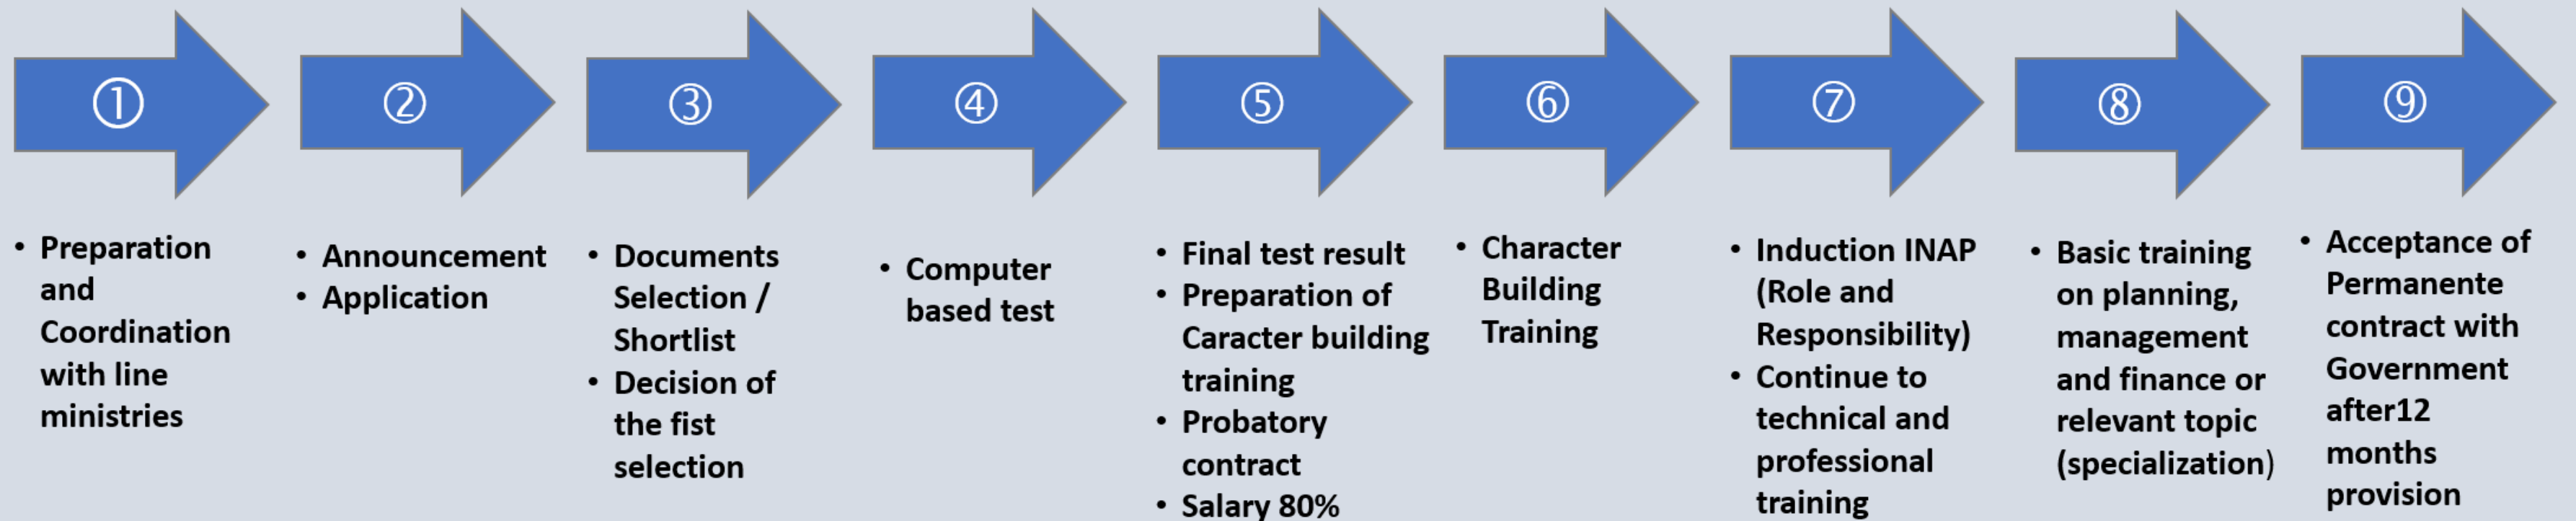 ①
②
③
④
⑤
⑥
⑦
⑧
⑨
• Preparation
and
Coordination
with line
ministries
• Announcement
• Application
• Documents
Selection /
Shortlist
• Decision of
the fist
selection
• Computer
based test
• Final test result
• Preparation of
Caracter building
training
• Probatory
contract
• Salary 80%
• Character
Building
Training
• Induction INAP
(Role and
Responsibility)
• Continue to
technical and
professional
training
• Basic training
on planning,
management
and finance or
relevant topic
(specialization)
• Acceptance of
Permanente
contract with
Government
after12
months
provision